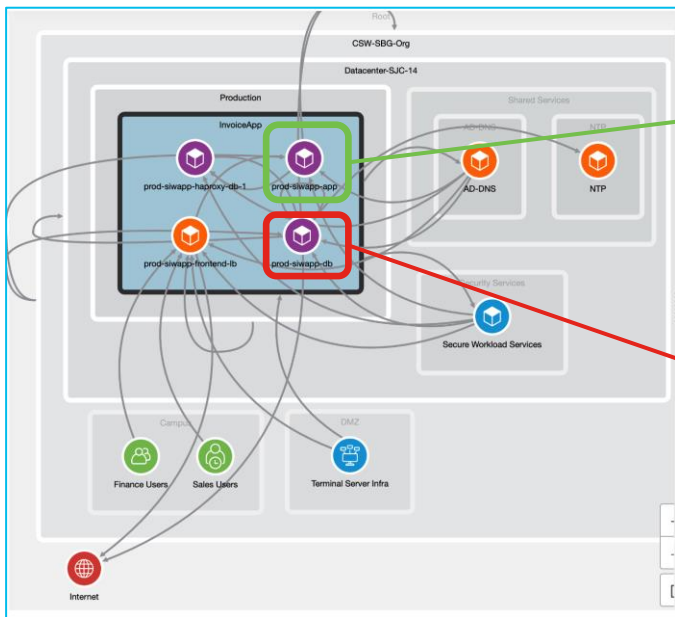 Root
CSW-SBG-Org
Datacenter-SJC-14
Production
Shared Services
InvoiceApp
AD-DNS
NTP
prod-siwapp-haproxy-db-1
prod-siwapp-app
AD-DNS
NTP
prod-siwapp-frontend-lb
prod-siwapp-db
Security Services
Secure Workload Services
Campus
DMZ
Finance Users
Sales Users
Terminal Server Infra
Internet